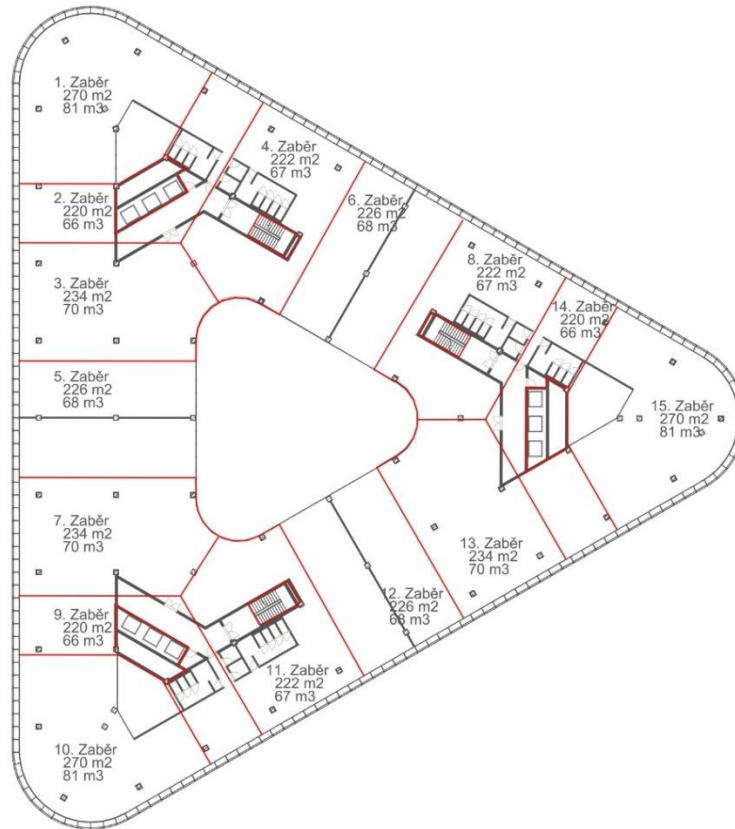 1. Zaběr
270 m2
81 m3
2. Zaběr
220 m2
66 m3
3. Zaběr
234 m2
70 m3
4. Zaběr
222 m2
67 m3
5. Zaběr
226 m2
68 m3
6. Zaběr
226 m2
68 m3
7. Zaběr
234 m2
70 m3
8. Zaběr
222 m2
67 m3
9. Zaběr
220 m2
66 m3
10. Zaběr
270 m2
81 m3
11. Zaběr
222 m2
67 m3
12. Zaběr
226 m2
68 m3
13. Zaběr
234 m2
70 m3
14. Zaběr
220 m2
66 m3
15. Zaběr
270 m2
81 m3